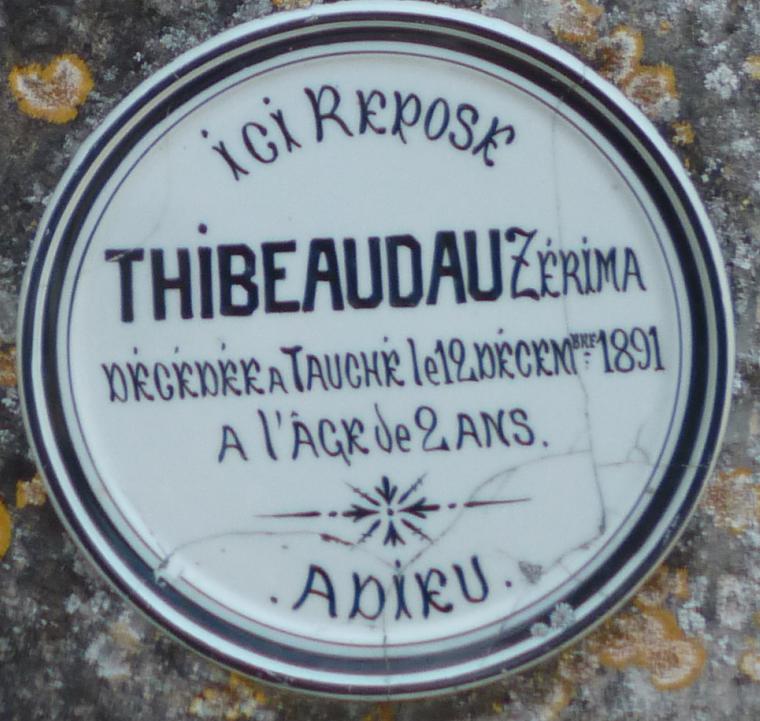 ICI REPOSE
THIBEAUDAU ZÉRIMA
DÉCÉDÉE A TAUCHÉ le 12 DÉCEMBRE 1891
A l'ÂGE de 2 ANS.
. ADIEU .